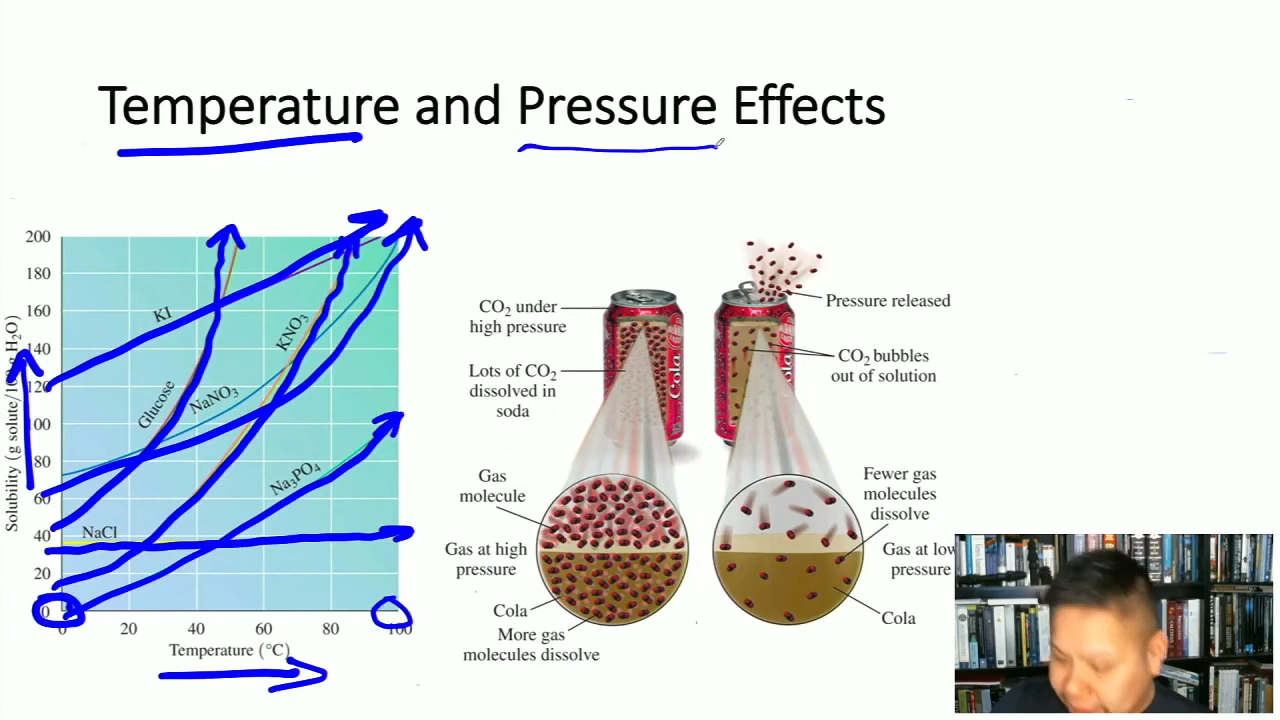 Temperature and Pressure Effects
200
180
160
140
120
100
80
60
40
20
0
Solubility (g solute/100 g H₂O)
KI
Glucose
NaNO₃
KNO₃
Na₃PO₄
NaCl
0 20 40 60 80 100
Temperature (°C)
CO₂ under
high pressure
Lots of CO₂
dissolved in
soda
Cola
Gas
molecule
Gas at high
pressure
Cola
More gas
molecules dissolve
Pressure released
CO₂ bubbles
out of solution
Cola
Fewer gas
molecules
dissolve
Gas at low
pressure
Cola